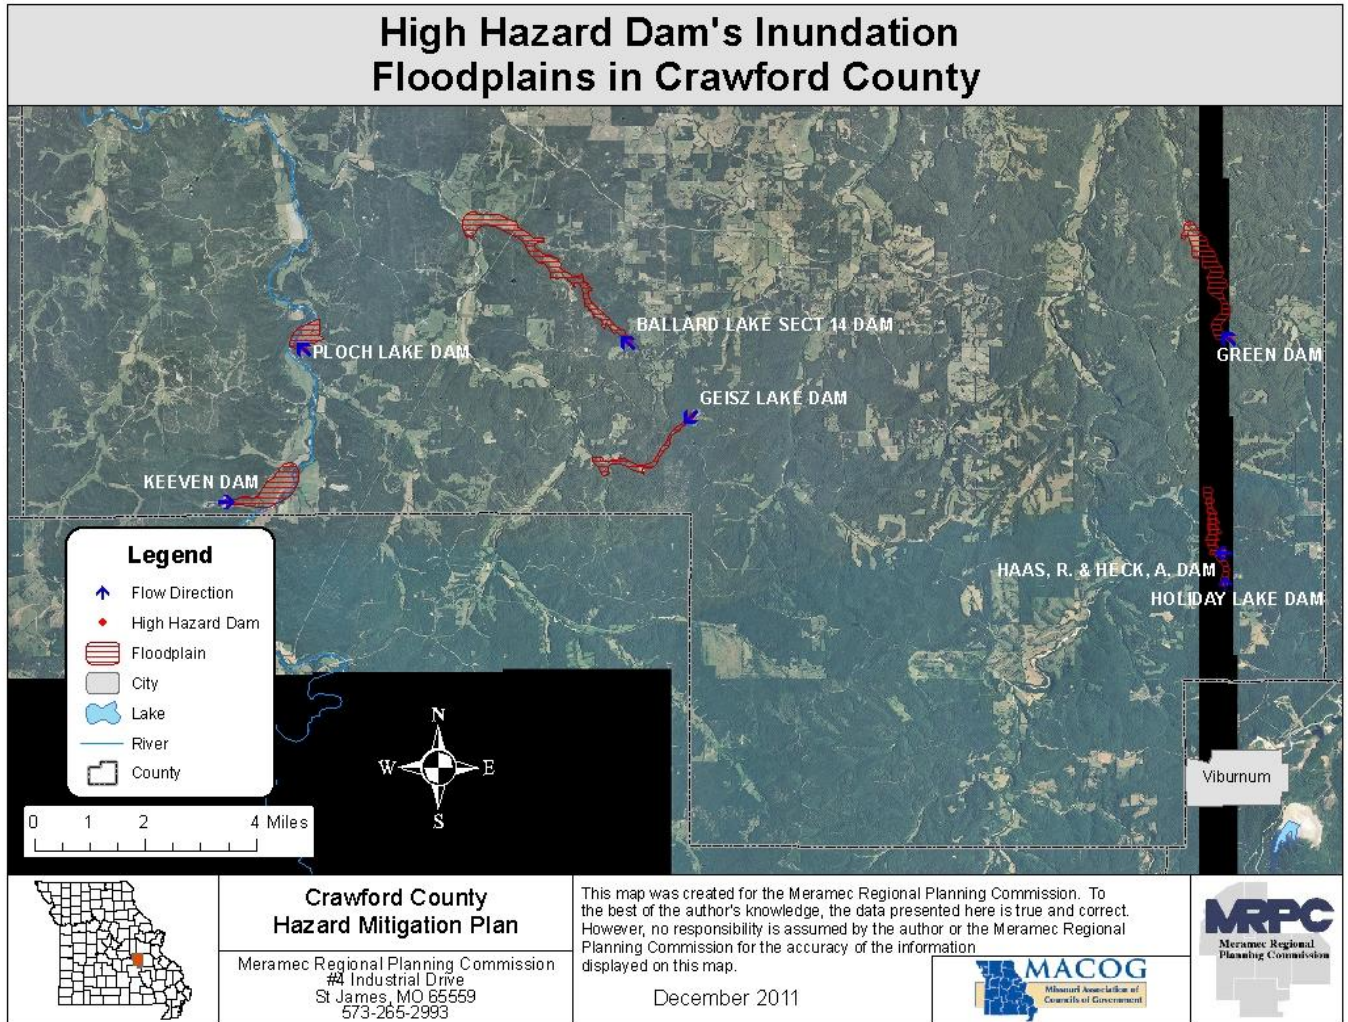 High Hazard Dam's Inundation
Floodplains in Crawford County
BALLARD LAKE SECT 14 DAM
PLOCH LAKE DAM
GREEN DAM
GEISZ LAKE DAM
KEEVEN DAM
HAAS, R. & HECK, A. DAM
HOLIDAY LAKE DAM
Legend
Flow Direction
High Hazard Dam
Floodplain
City
Lake
River
County
N
W E
S
Viburnum
0 1 2 4 Miles
Crawford County
Hazard Mitigation Plan
Meramec Regional Planning Commission
#4 Industrial Drive
St James, MO 65559
573-265-2993
This map was created for the Meramec Regional Planning Commission. To
the best of the author's knowledge, the data presented here is true and correct.
However, no responsibility is assumed by the author or the Meramec Regional
Planning Commission for the accuracy of the information
displayed on this map.
December 2011
MACOG
Missouri Association of
Councils of Government
MRPC
Meramec Regional
Planning Commission